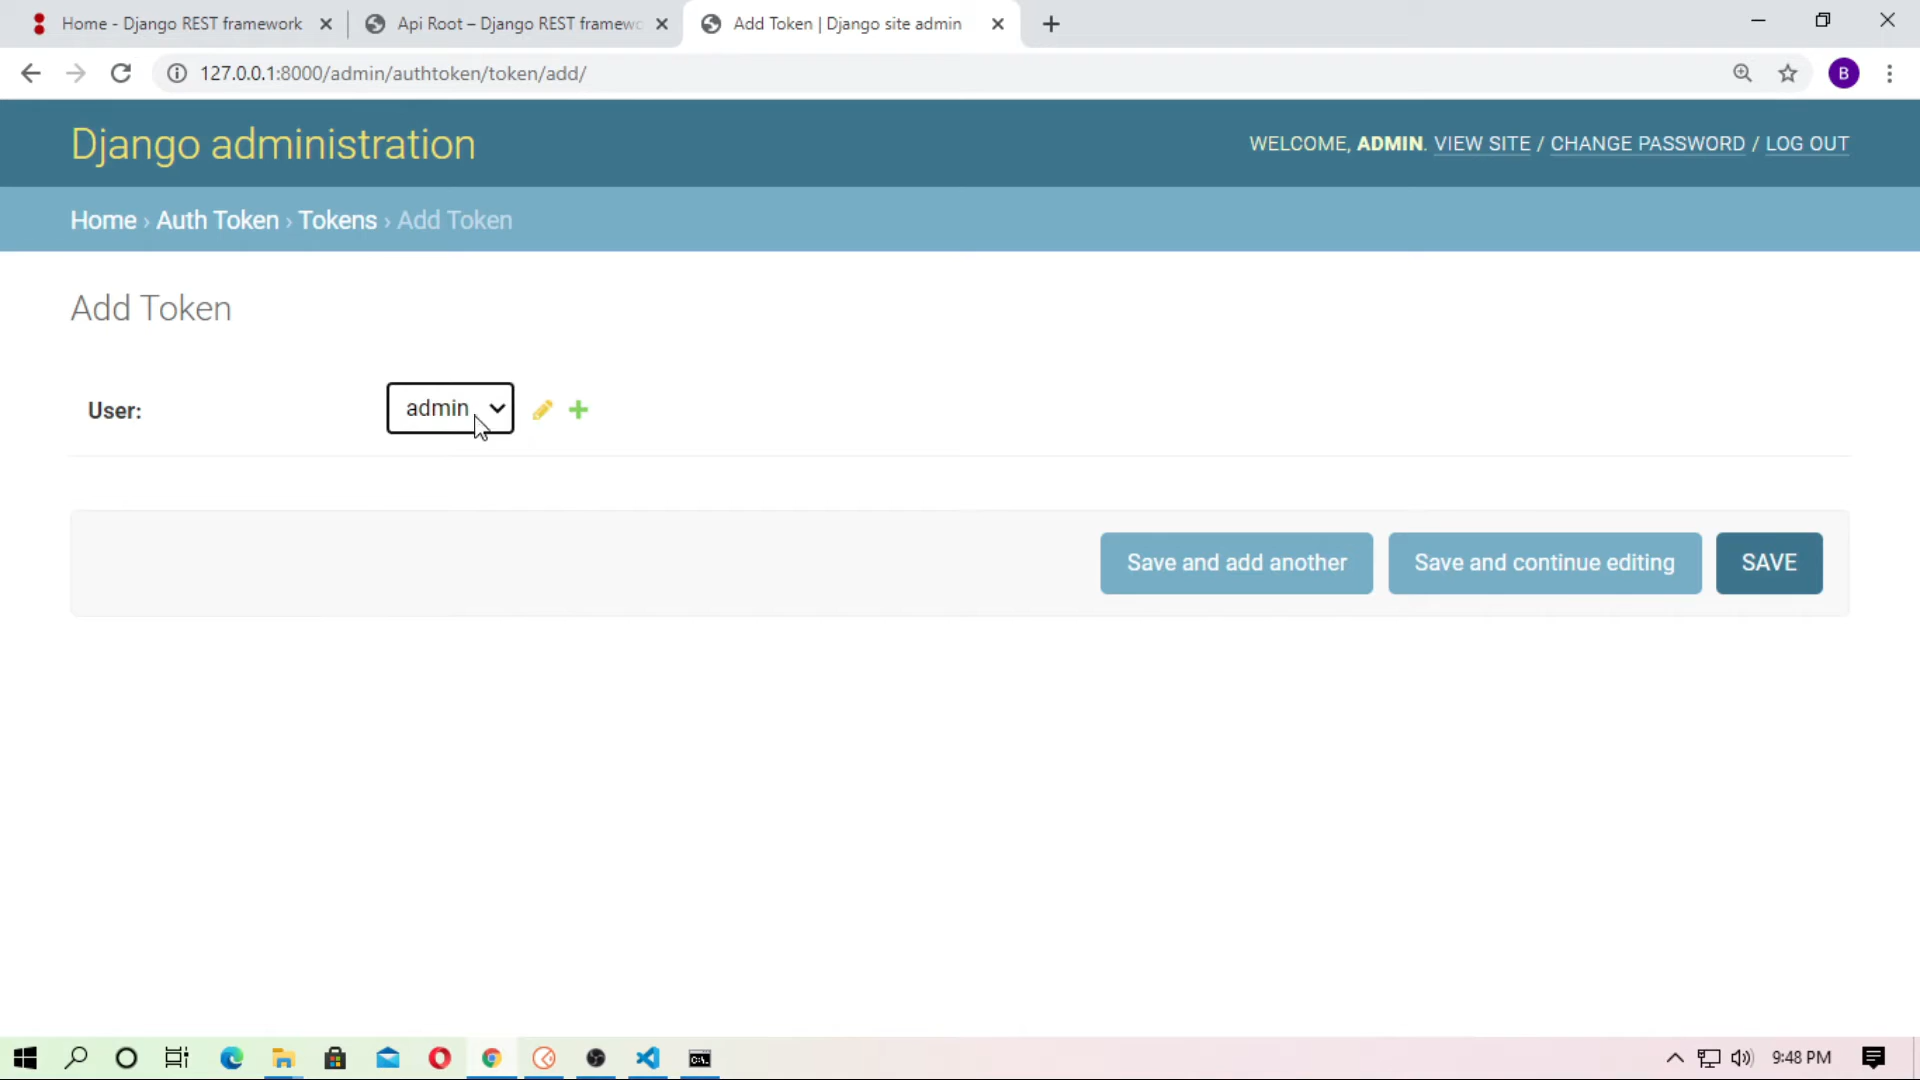 Home - Django REST framework
Api Root – Django REST framewo
Add Token | Django site admin
127.0.0.1:8000/admin/authtoken/token/add/
B
Django administration
WELCOME, ADMIN. VIEW SITE / CHANGE PASSWORD / LOG OUT
Home › Auth Token › Tokens › Add Token
Add Token
User:
admin
Save and add another
Save and continue editing
SAVE
9:48 PM